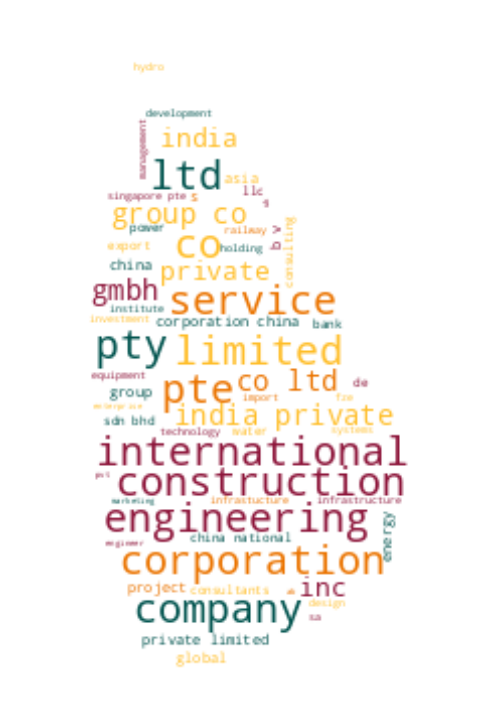 hydro
development
management
india
ltd
asia
singapore pte
s
llc
group co
power
railway
b v
consulting
export
co
holding
china
private
gmbh
service
institute
investment
corporation china
bank
pty
limited
equipment
pte
co ltd
de
group
import
fze
enterprise
india private
sdn bhd
technology
water
systems
international
pvt
construction
marketing
infrastucture
infrastructure
engineering
energy
china national
engineer
corporation
project
consultants
ab
inc
company
design
sa
private limited
global